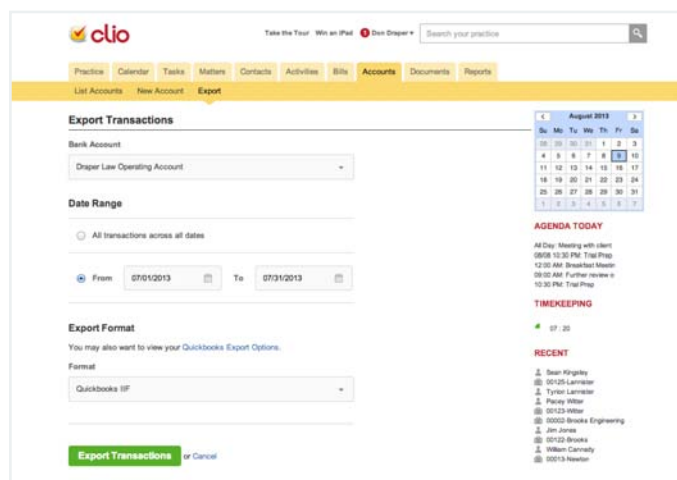 clio
Take the Tour Win an iPad 1 Don Draper ▾ Search your practice
Practice Calendar Tasks Matters Contacts Activities Bills Accounts Documents Reports
List Accounts New Account Export
Export Transactions
Bank Account
Draper Law Operating Account
Date Range
All transactions across all dates
From 07/01/2013 To 07/31/2013
Export Format
You may also want to view your Quickbooks Export Options.
Format
Quickbooks IIF
Export Transactions or Cancel
August 2013
Su Mo Tu We Th Fr Sa
28 29 30 31 1 2 3
4 5 6 7 8 9 10
11 12 13 14 15 16 17
18 19 20 21 22 23 24
25 26 27 28 29 30 31
1 2 3 4 5 6 7
AGENDA TODAY
All Day: Meeting with client
08/08 10:30 PM: Trial Prep
12:00 AM: Breakfast Meetin
09:00 AM: Further review o
10:30 PM: Trial Prep
TIMEKEEPING
07 : 20
RECENT
Sean Kingsley
00125-Lannister
Tyrion Lannister
Pacey Witter
00123-Witter
00002-Brooks Engineering
Jim Jones
00122-Brooks
William Cannady
00013-Newton